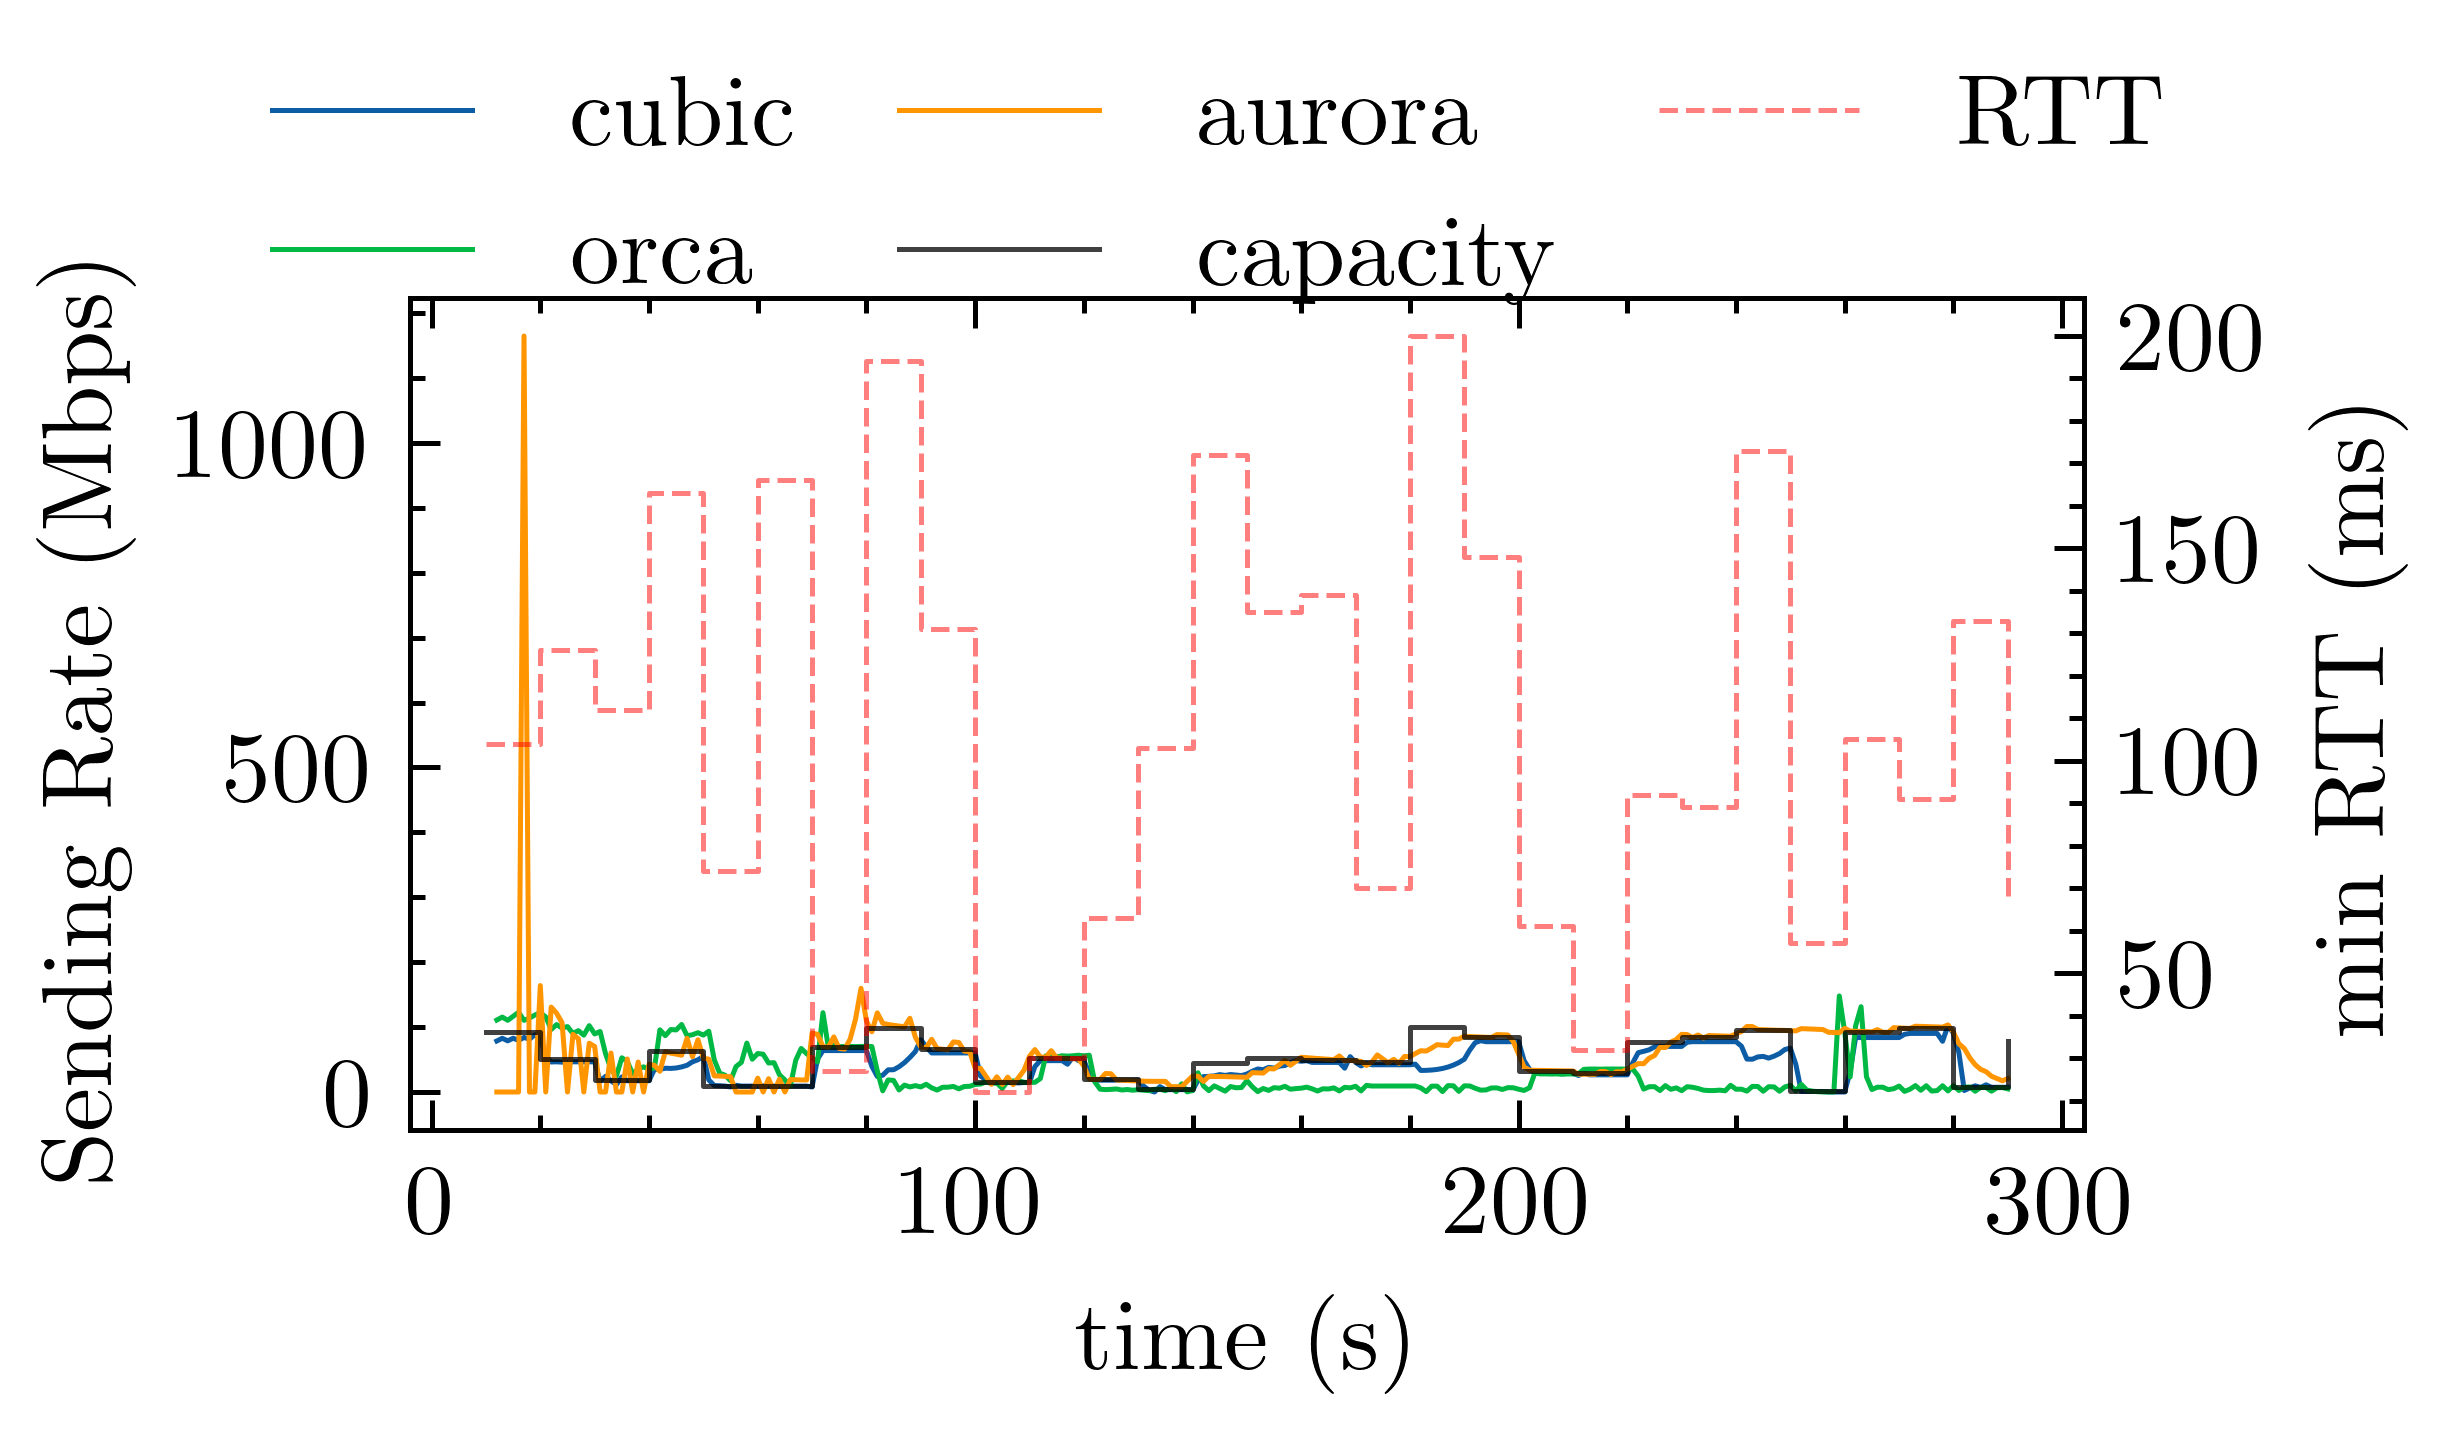 cubic
aurora
RTT
orca
capacity
Sending Rate (Mbps)
1000
500
0
200
150
100
50
min RTT (ms)
0
100
200
300
time (s)